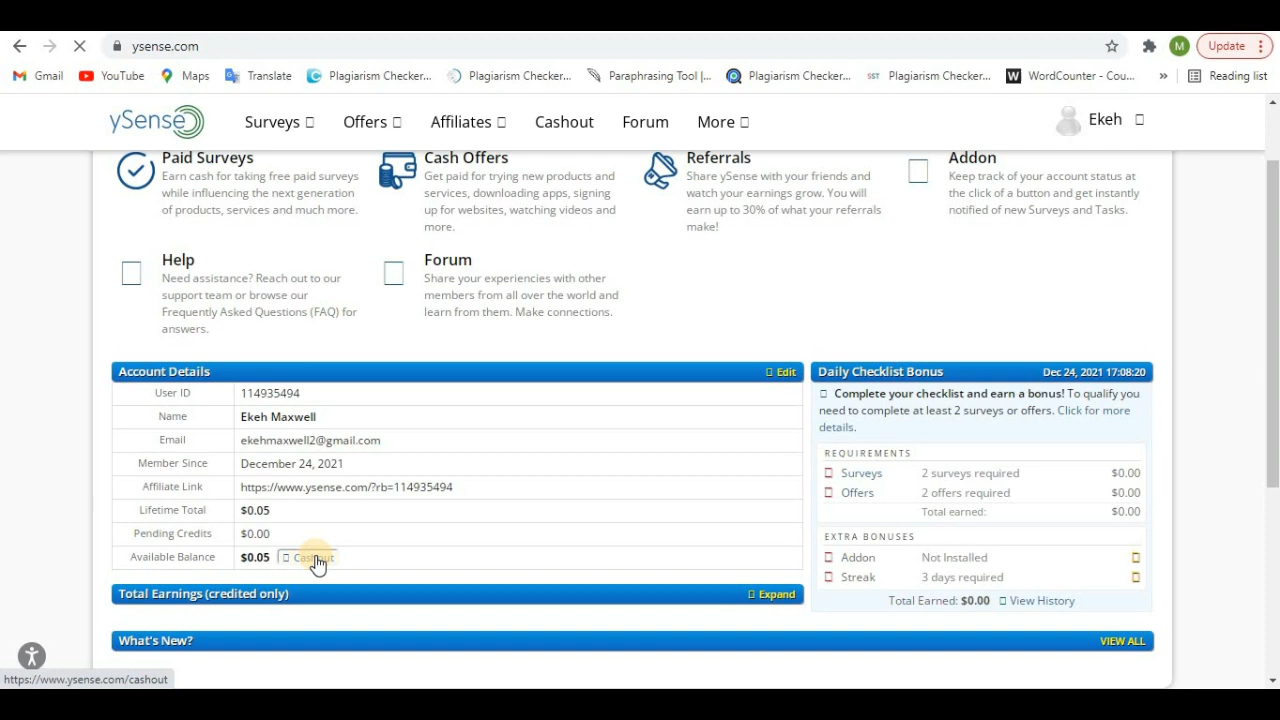 ysense.com
Update
Gmail YouTube Maps Translate Plagiarism Checker... Plagiarism Checker... Paraphrasing Tool |... Plagiarism Checker... Plagiarism Checker... WordCounter - Cou... » Reading list
ySense Surveys Offers Affiliates Cashout Forum More Ekeh
Paid Surveys
Earn cash for taking free paid surveys
while influencing the next generation
of products, services and much more.
Cash Offers
Get paid for trying new products and
services, downloading apps, signing
up for websites, watching videos and
more.
Referrals
Share ySense with your friends and
watch your earnings grow. You will
earn up to 30% of what your referrals
make!
Addon
Keep track of your account status at
the click of a button and get instantly
notified of new Surveys and Tasks.
Help
Need assistance? Reach out to our
support team or browse our
Frequently Asked Questions (FAQ) for
answers.
Forum
Share your experiences with other
members from all over the world and
learn from them. Make connections.
Account Details Edit
User ID 114935494
Name Ekeh Maxwell
Email ekehmaxwell2@gmail.com
Member Since December 24, 2021
Affiliate Link https://www.ysense.com/?rb=114935494
Lifetime Total $0.05
Pending Credits $0.00
Available Balance $0.05 Cashout
Total Earnings (credited only) Expand
Daily Checklist Bonus Dec 24, 2021 17:08:20
Complete your checklist and earn a bonus! To qualify you
need to complete at least 2 surveys or offers. Click for more
details.
REQUIREMENTS
Surveys 2 surveys required $0.00
Offers 2 offers required $0.00
Total earned: $0.00
EXTRA BONUSES
Addon Not Installed
Streak 3 days required
Total Earned: $0.00 View History
What's New? VIEW ALL
https://www.ysense.com/cashout
M
W
SST